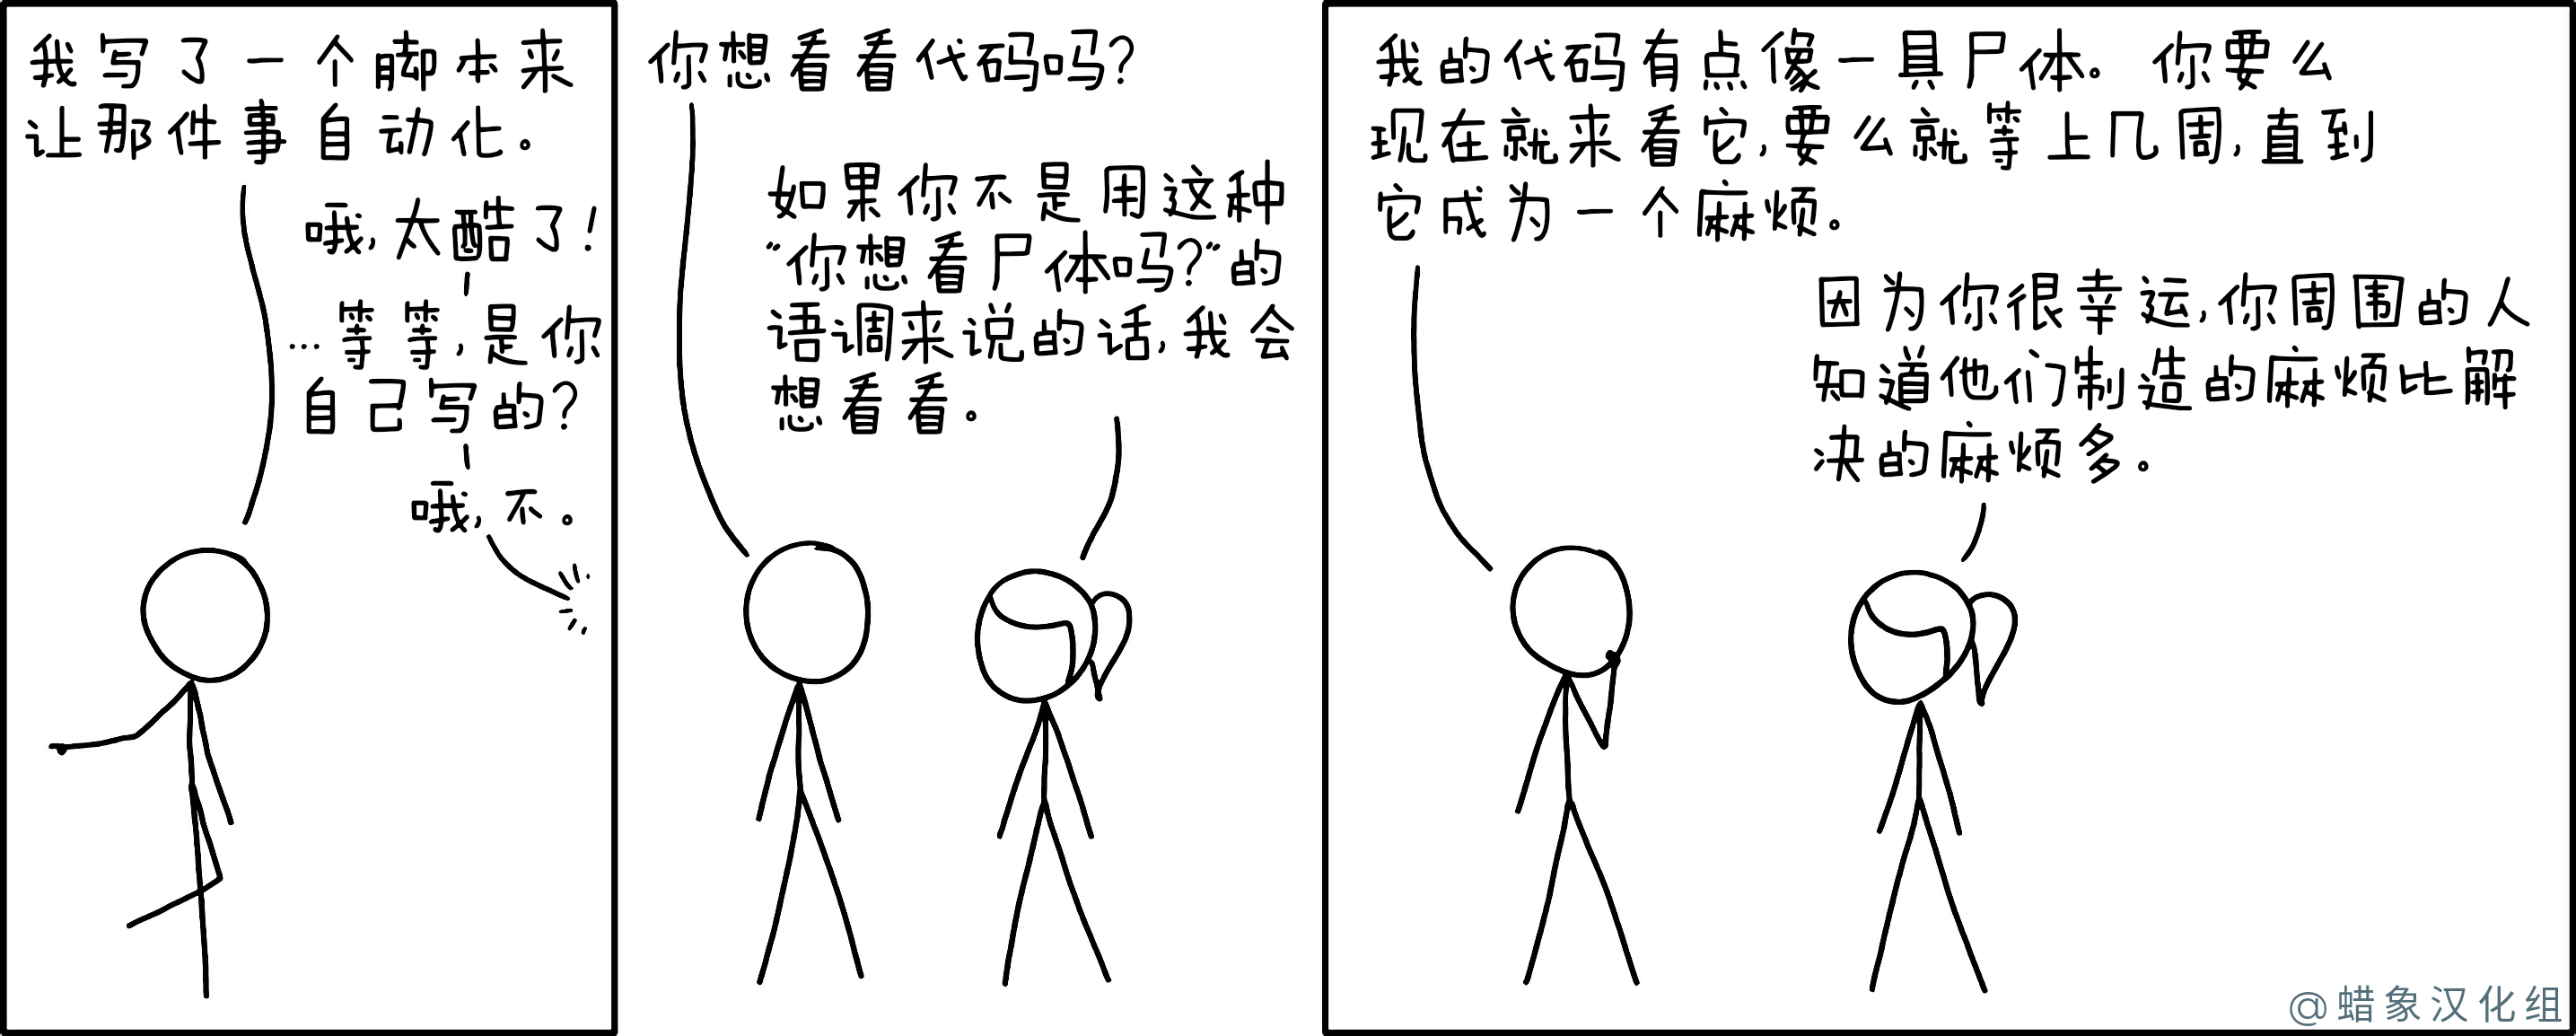 我写了一个脚本来
让那件事自动化。
哦,太酷了!
…等等,是你
自己写的?
哦,不。
你想看看代码吗?
如果你不是用这种
“你想看尸体吗?”的
语调来说的话,我会
想看看。
我的代码有点像一具尸体。你要么
现在就来看它,要么就等上几周,直到
它成为一个麻烦。
因为你很幸运,你周围的人
知道他们制造的麻烦比解
决的麻烦多。
@蜡象汉化组